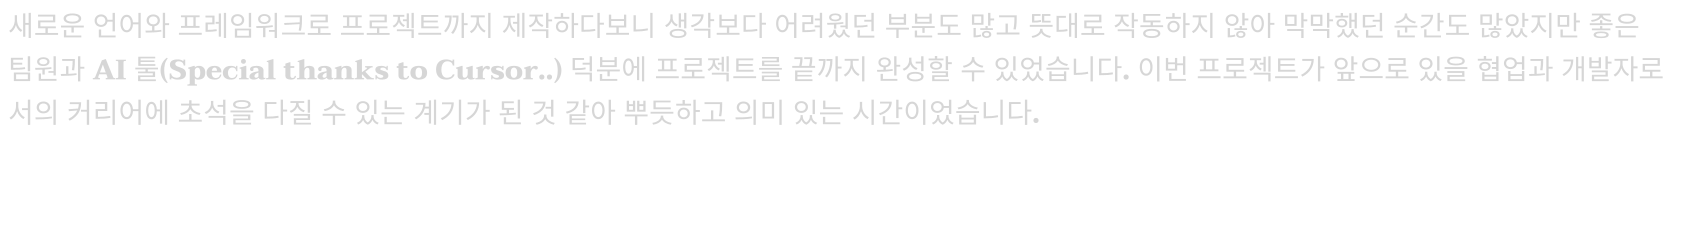 새로운 언어와 프레임워크로 프로젝트까지 제작하다보니 생각보다 어려웠던 부분도 많고 뜻대로 작동하지 않아 막막했던 순간도 많았지만 좋은
팀원과 AI 툴(Special thanks to Cursor..) 덕분에 프로젝트를 끝까지 완성할 수 있었습니다. 이번 프로젝트가 앞으로 있을 협업과 개발자로
서의 커리어에 초석을 다질 수 있는 계기가 된 것 같아 뿌듯하고 의미 있는 시간이었습니다.